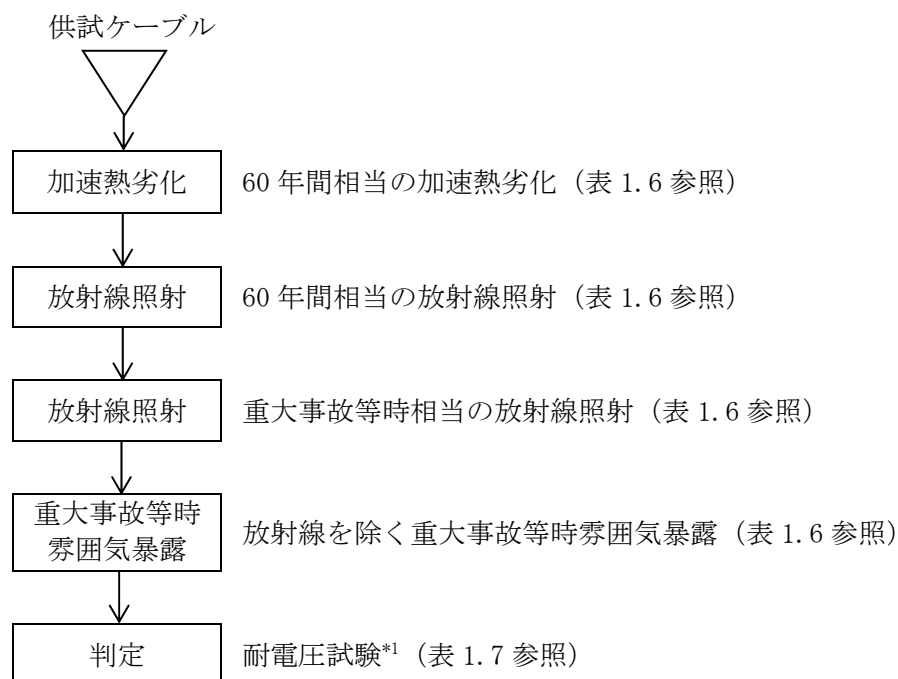 供試ケーブル
加速熱劣化 60 年間相当の加速熱劣化（表 1.6 参照）
放射線照射 60 年間相当の放射線照射（表 1.6 参照）
放射線照射 重大事故等時相当の放射線照射（表 1.6 参照）
重大事故等時
雰囲気暴露 放射線を除く重大事故等時雰囲気暴露（表 1.6 参照）
判定 耐電圧試験*1（表 1.7 参照）